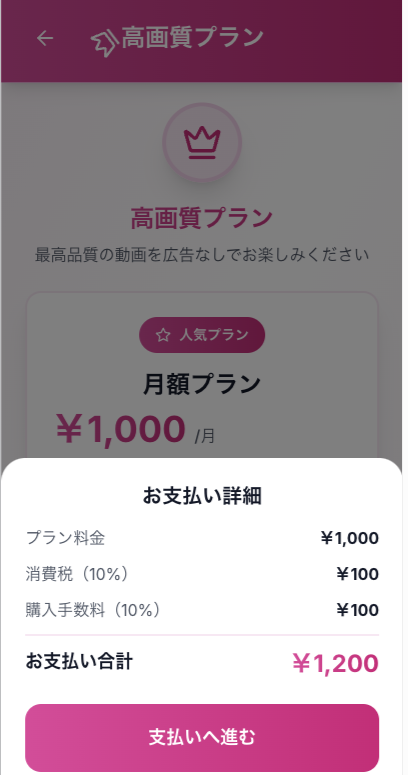 高画質プラン
高画質プラン
最高品質の動画を広告なしでお楽しみください
人気プラン
月額プラン
¥1,000 /月
お支払い詳細
プラン料金 ¥1,000
消費税（10%） ¥100
購入手数料（10%） ¥100
お支払い合計 ¥1,200
支払いへ進む